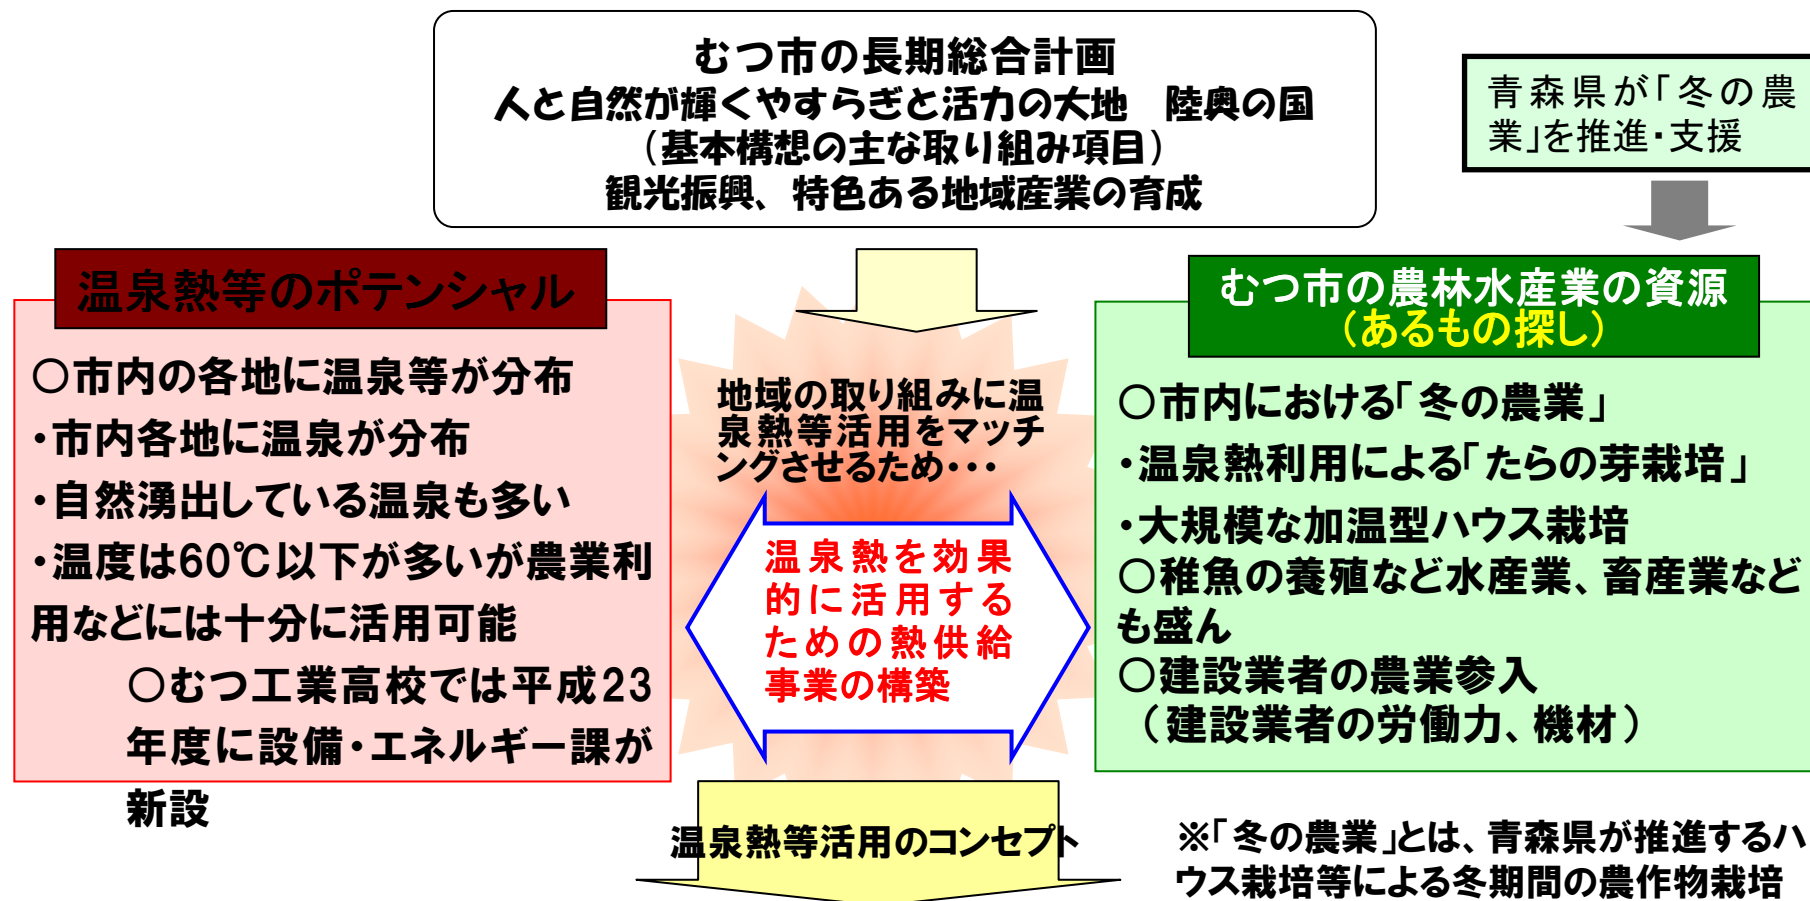 むつ市の長期総合計画
人と自然が輝くやすらぎと活力の大地　陸奥の国
（基本構想の主な取り組み項目）
観光振興、特色ある地域産業の育成
青森県が「冬の農
業」を推進・支援
温泉熱等のポテンシャル
○市内の各地に温泉等が分布
・市内各地に温泉が分布
・自然湧出している温泉も多い
・温度は60℃以下が多いが農業利
用などには十分に活用可能
○むつ工業高校では平成23
年度に設備・エネルギー課が
新設
地域の取り組みに温
泉熱等活用をマッチ
ングさせるため・・・
温泉熱を効果
的に活用する
ための熱供給
事業の構築
むつ市の農林水産業の資源
（あるもの探し）
○市内における「冬の農業」
・温泉熱利用による「たらの芽栽培」
・大規模な加温型ハウス栽培
○稚魚の養殖など水産業、畜産業など
も盛ん
○建設業者の農業参入
（建設業者の労働力、機材）
温泉熱等活用のコンセプト
※「冬の農業」とは、青森県が推進するハ
ウス栽培等による冬期間の農作物栽培